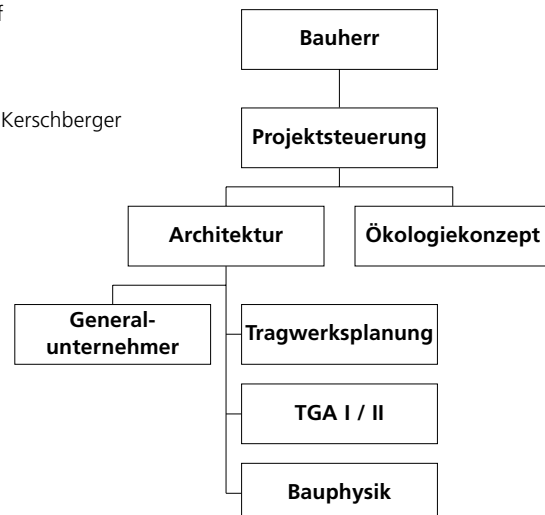 f
Kerschberger
Bauherr
Projektsteuerung
Architektur
Ökologiekonzept
General-
unternehmer
Tragwerksplanung
TGA I / II
Bauphysik